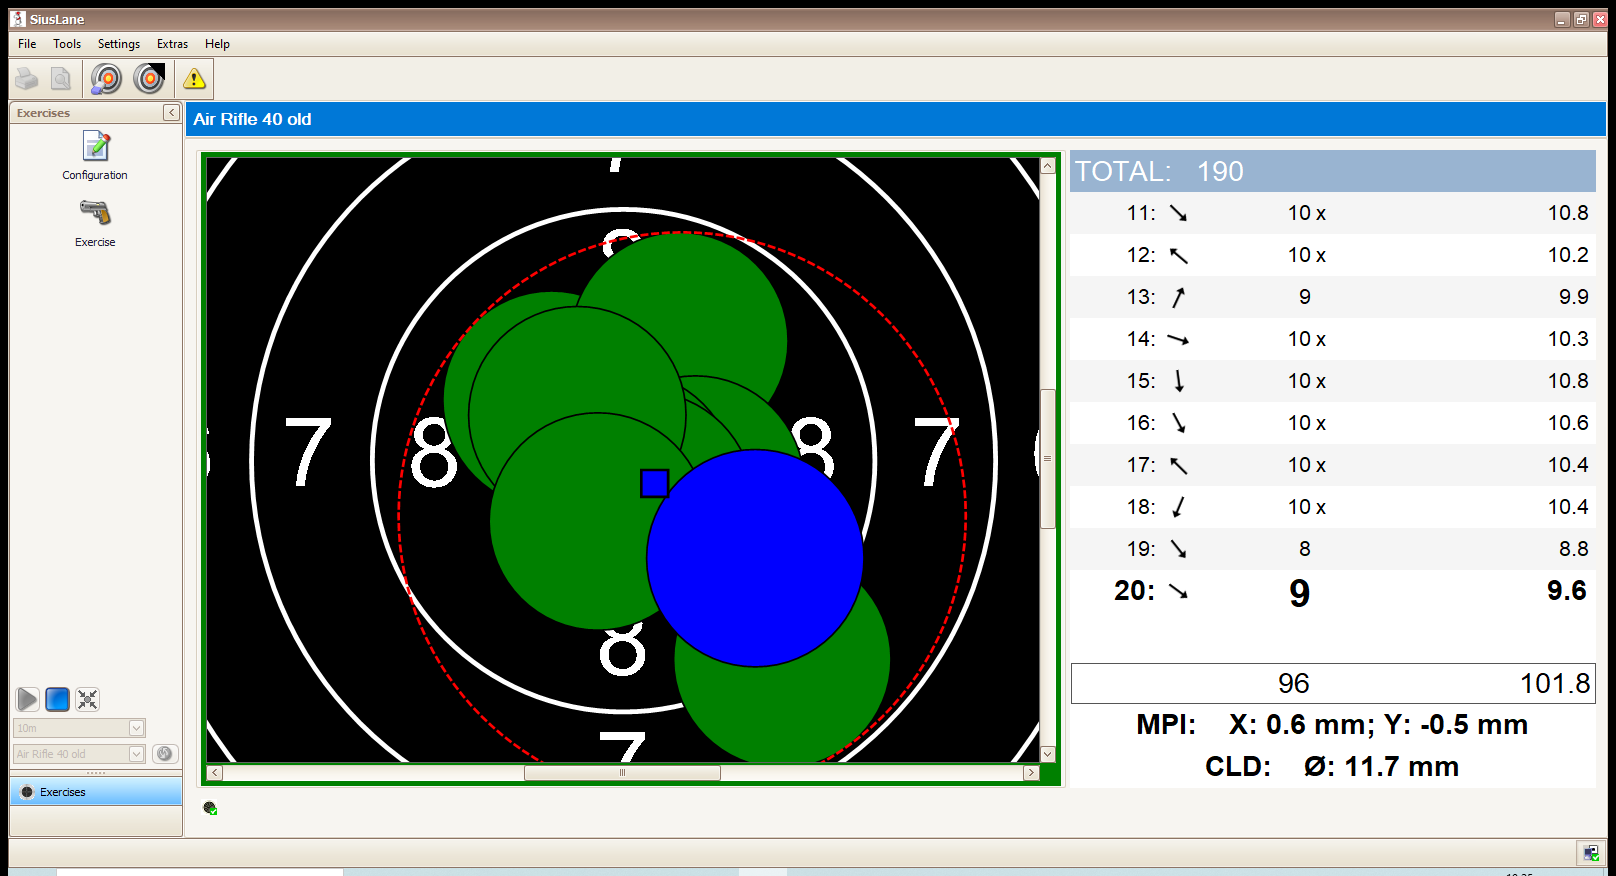 SiusLane
File Tools Settings Extras Help
Exercises
Configuration
Exercise
10m
Air Rifle 40 old
Exercises
Air Rifle 40 old
7
8
7 8 8 7
8
7
TOTAL: 190
11: 10 x 10.8
12: 10 x 10.2
13: 9 9.9
14: 10 x 10.3
15: 10 x 10.8
16: 10 x 10.6
17: 10 x 10.4
18: 10 x 10.4
19: 8 8.8
20: 9 9.6
96 101.8
MPI: X: 0.6 mm; Y: -0.5 mm
CLD: Ø: 11.7 mm